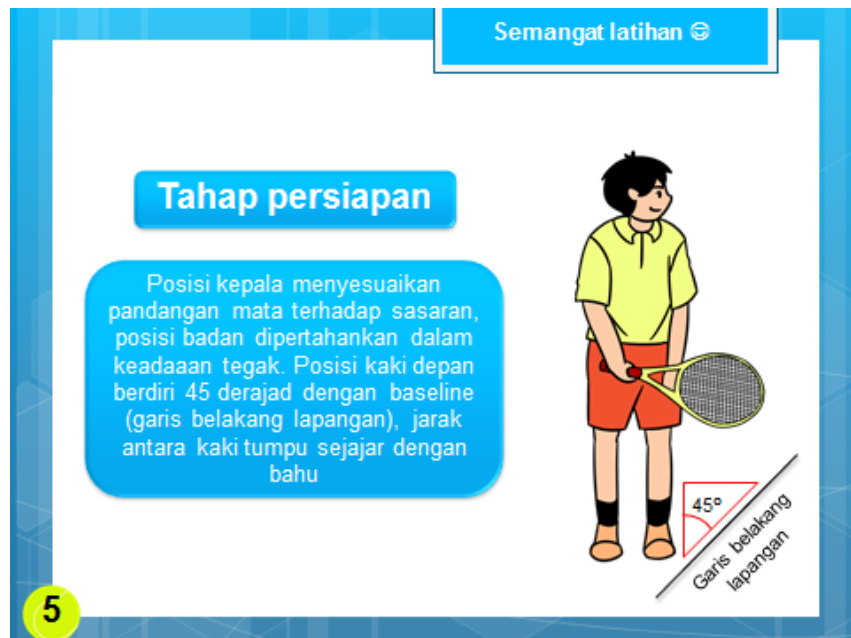 Semangat latihan 😊
Tahap persiapan
Posisi kepala menyesuaikan
pandangan mata terhadap sasaran,
posisi badan dipertahankan dalam
keadaaan tegak. Posisi kaki depan
berdiri 45 derajad dengan baseline
(garis belakang lapangan), jarak
antara kaki tumpu sejajar dengan
bahu
45º
Garis belakang
lapangan
5